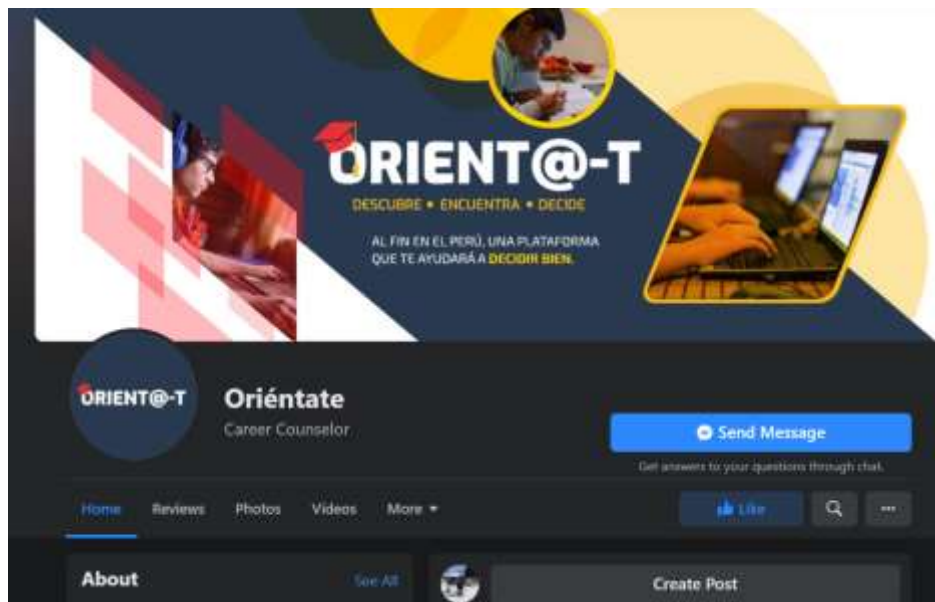 ORIENT@-T
DESCUBRE • ENCUENTRA • DECIDE
AL FIN EN EL PERÚ, UNA PLATAFORMA
QUE TE AYUDARÁ A DECIDIR BIEN.
ORIENT@-T
Oriéntate
Career Counselor
Send Message
Get answers to your questions through chat.
Home Reviews Photos Videos More
Like
About
See All
Create Post